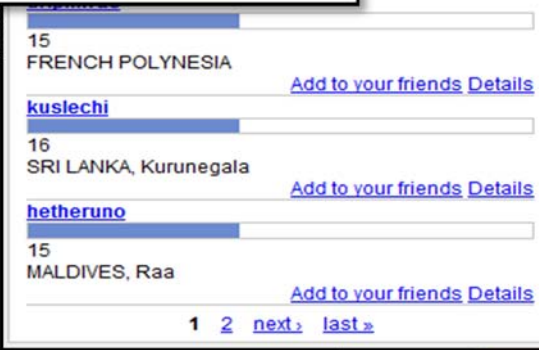 15
FRENCH POLYNESIA
Add to your friends Details
kuslechi
16
SRI LANKA, Kurunegala
Add to your friends Details
hetheruno
15
MALDIVES, Raa
Add to your friends Details
1 2 next › last »